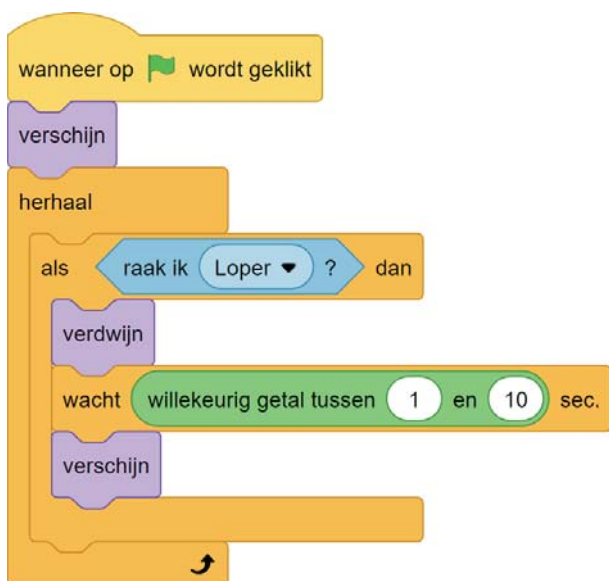 wanneer op wordt geklikt
verschijn
herhaal
als raak ik Loper ? dan
verdwijn
wacht willekeurig getal tussen 1 en 10 sec.
verschijn